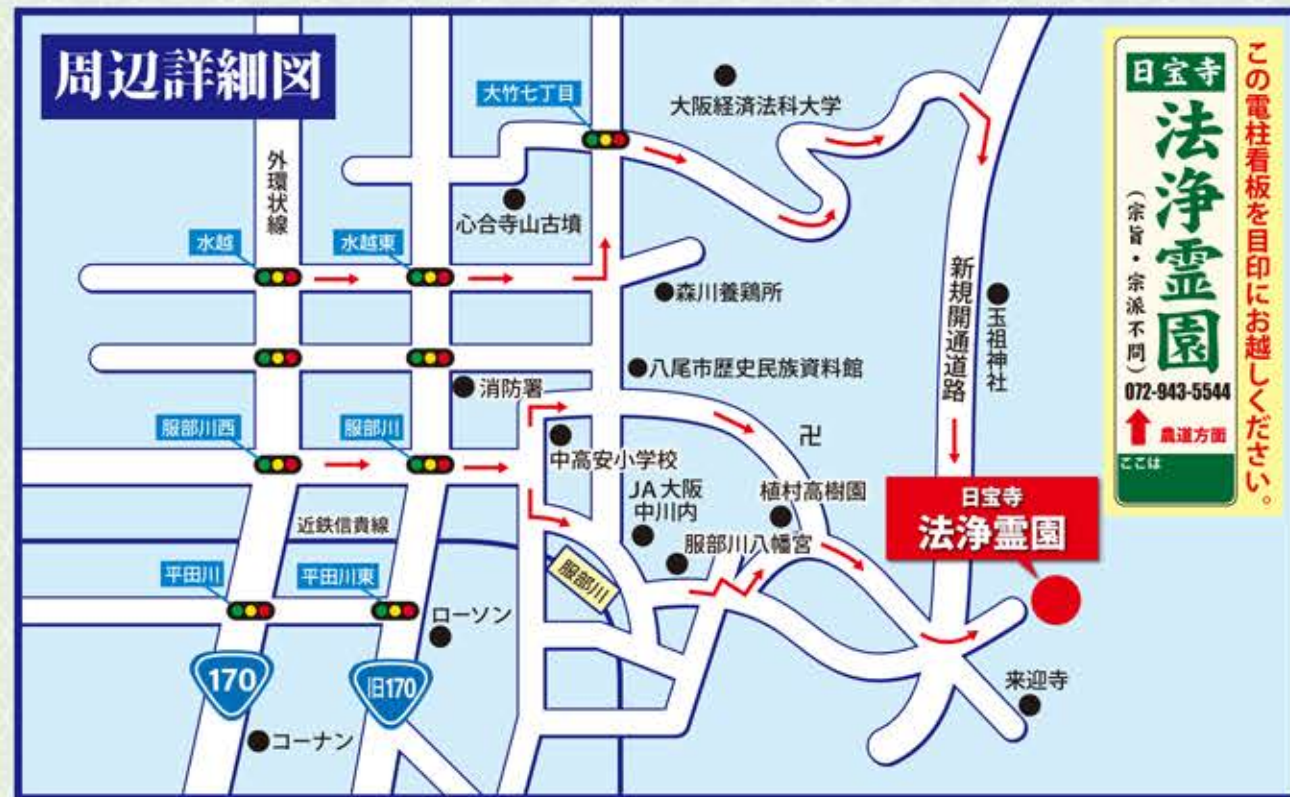 周辺詳細図
大竹七丁目
大阪経済法科大学
外環状線
心合寺山古墳
水越
水越東
森川養鶏所
新規開通道路
玉祖神社
八尾市歴史民族資料館
消防署
服部川西
服部川
卍
中高安小学校
JA大阪
中川内
植村高樹園
近鉄信貴線
服部川八幡宮
日宝寺
法浄霊園
平田川
平田川東
服部川
ローソン
170
旧170
来迎寺
コーナン
この電柱看板を目印にお越しください。
日宝寺
法浄霊園
(宗旨・宗派不問)
072-943-5544
農道方面
ここは